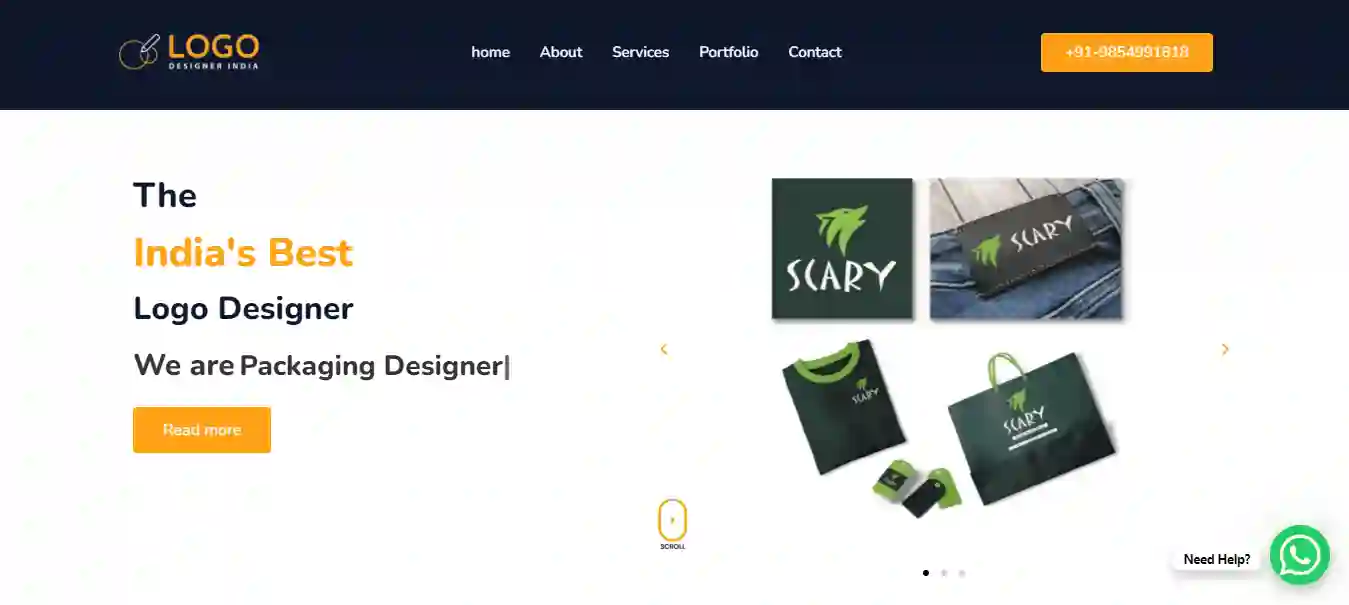 LOGO
DESIGNER INDIA
home About Services Portfolio Contact
+91-9854991818
The
India's Best
Logo Designer
We are Packaging Designer|
Read more
SCARY
SCARY
SCARY
SCARY
SCROLL
Need Help?